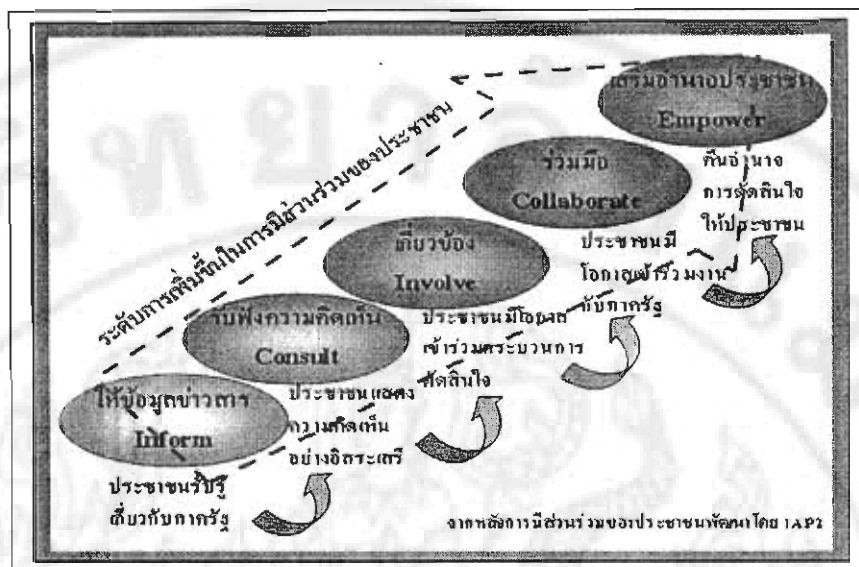 เสริมอำนาจประชาชน
Empower
คืนอำนาจ
การตัดสินใจ
ให้ประชาชน
ร่วมมือ
Collaborate
ประชาชนมี
โอกาสเข้าร่วมงาน
กับภาครัฐ
เกี่ยวข้อง
Involve
ประชาชนมีโอกาส
เข้าร่วมกระบวนการ
ตัดสินใจ
รับฟังความคิดเห็น
Consult
ประชาชนแสดง
ความคิดเห็น
อย่างอิสระเสรี
ให้ข้อมูลข่าวสาร
Inform
ประชาชนรับรู้
เกี่ยวกับภาครัฐ
ระดับการเพิ่มขึ้นในการมีส่วนร่วมของประชาชน
จากหลังการมีส่วนร่วมของประชาชนพัฒนาโดย IAP2